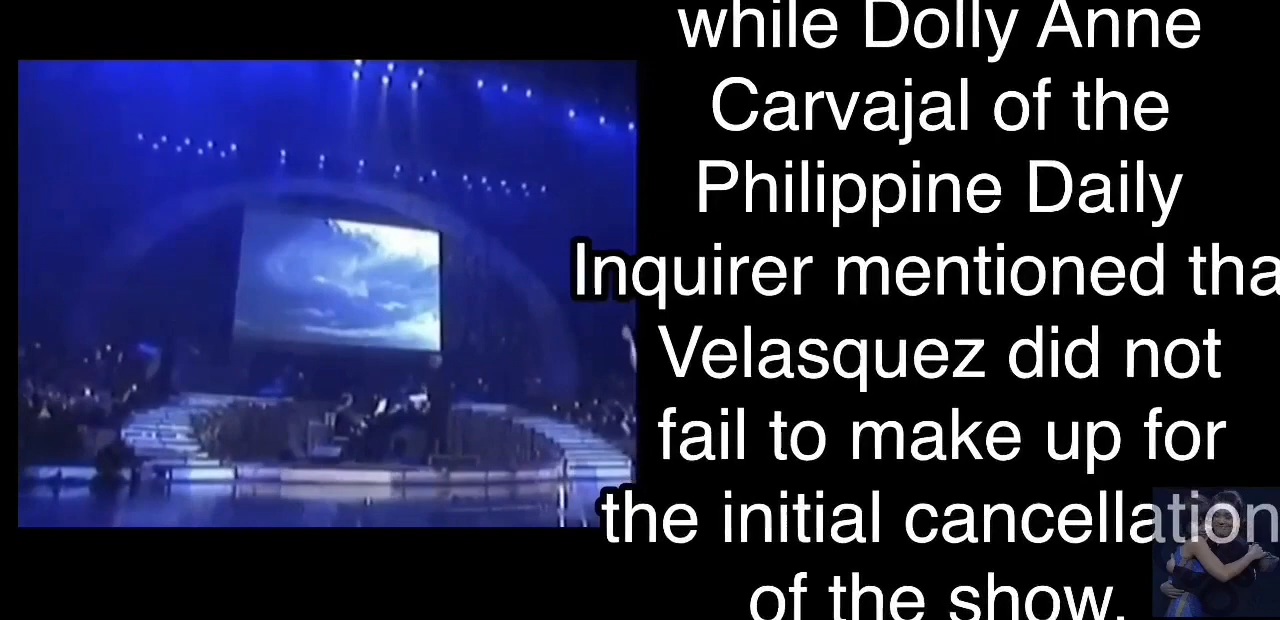 while Dolly Anne
Carvajal of the
Philippine Daily
Inquirer mentioned tha
Velasquez did not
fail to make up for
the initial cancellation
of the show.